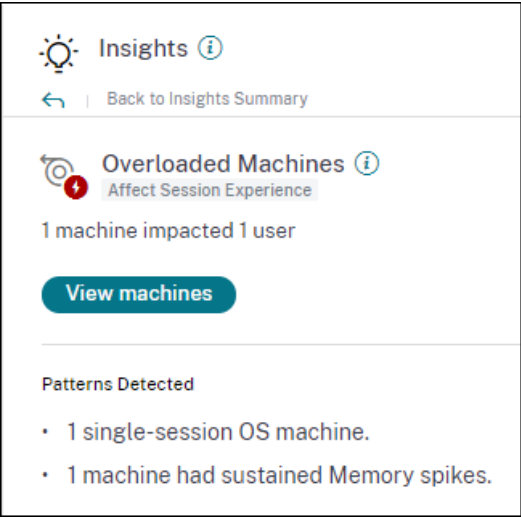 Insights
Back to Insights Summary
Overloaded Machines
Affect Session Experience
1 machine impacted 1 user
View machines
Patterns Detected
• 1 single-session OS machine.
• 1 machine had sustained Memory spikes.